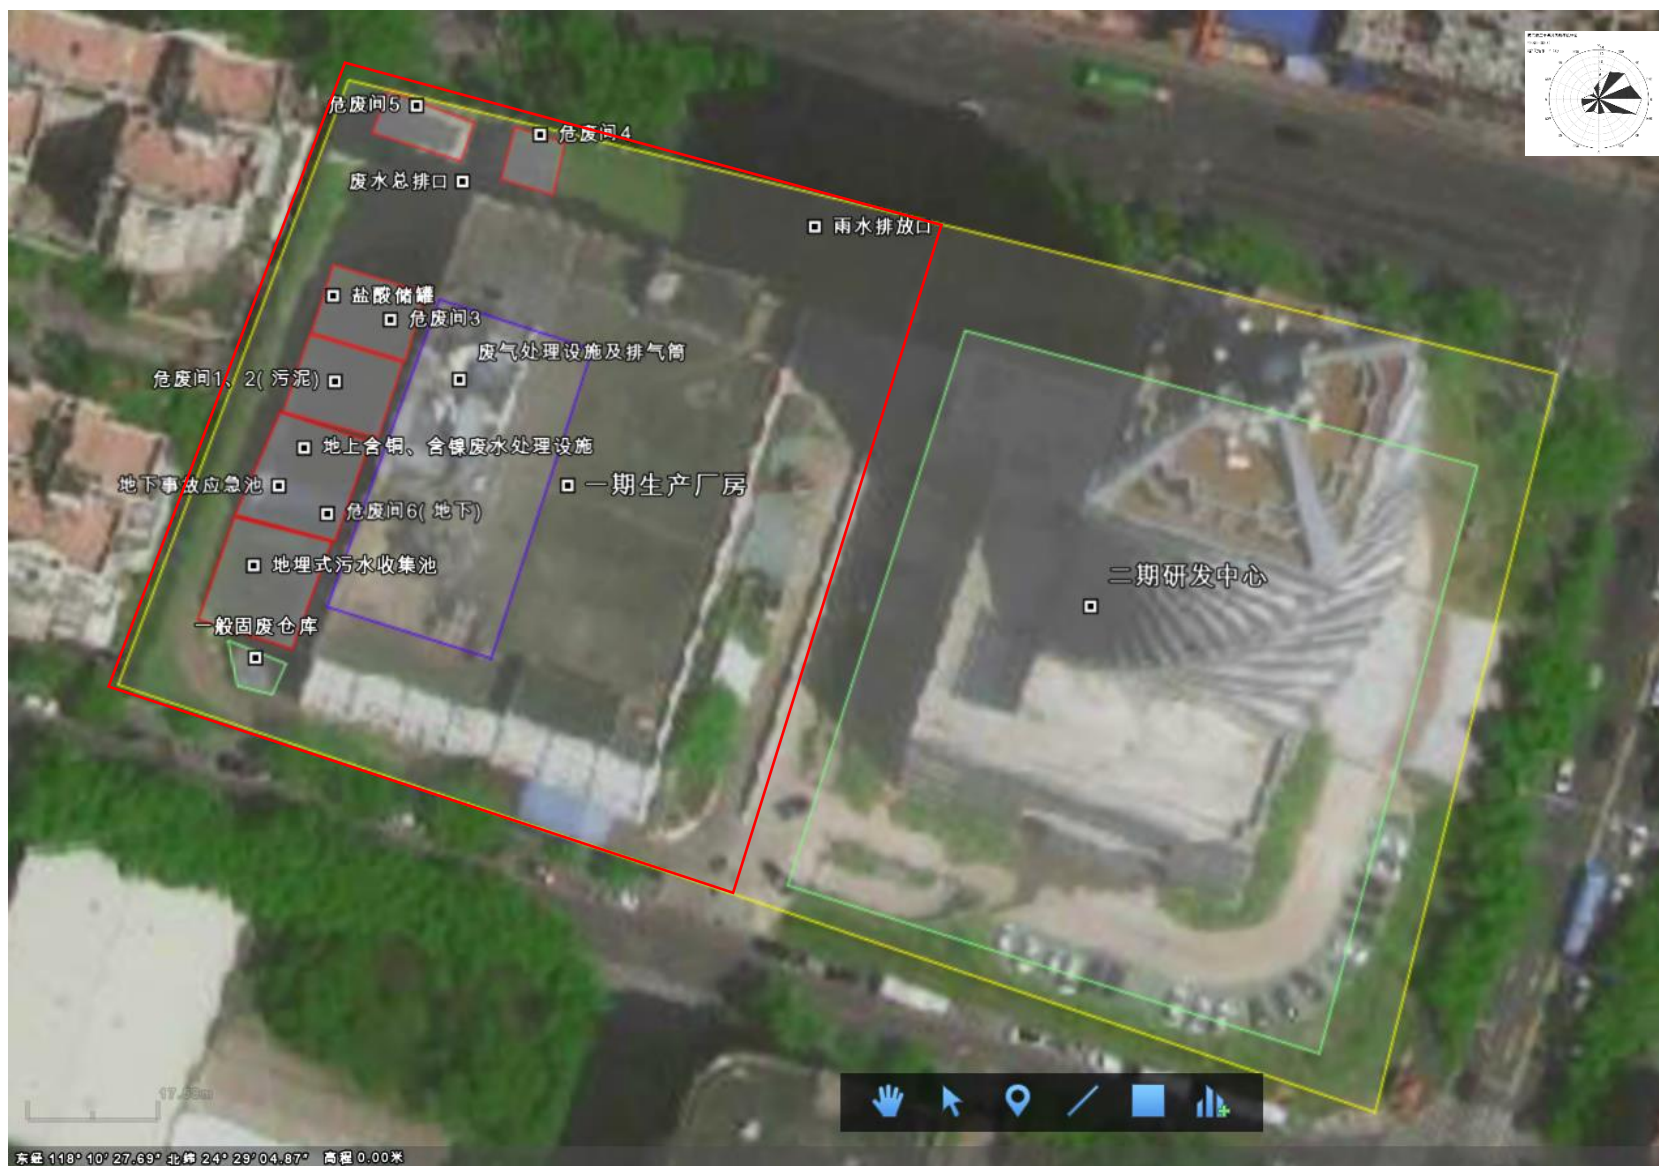 危废间5
危废间4
废水总排口
雨水排放口
盐酸储罐
危废间3
废气处理设施及排气筒
危废间1、2( 污泥)
地上含铜、含镍废水处理设施
地下事故应急池
一期生产厂房
危废间6( 地下)
地埋式污水收集池
二期研发中心
一般固废仓库
东经 118° 10′ 27.69″ 北纬 24° 29′ 04.87″ 高程 0.00米